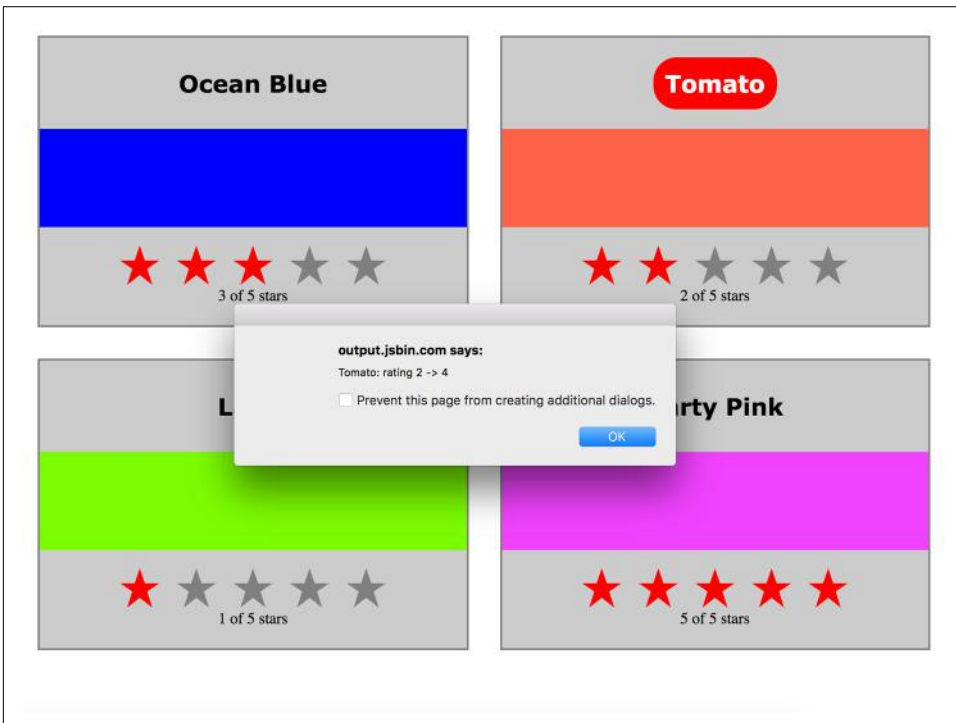 Ocean Blue
Tomato
3 of 5 stars
2 of 5 stars
output.jsbin.com says:
Tomato: rating 2 -> 4
Prevent this page from creating additional dialogs.
OK
Pink
1 of 5 stars
5 of 5 stars